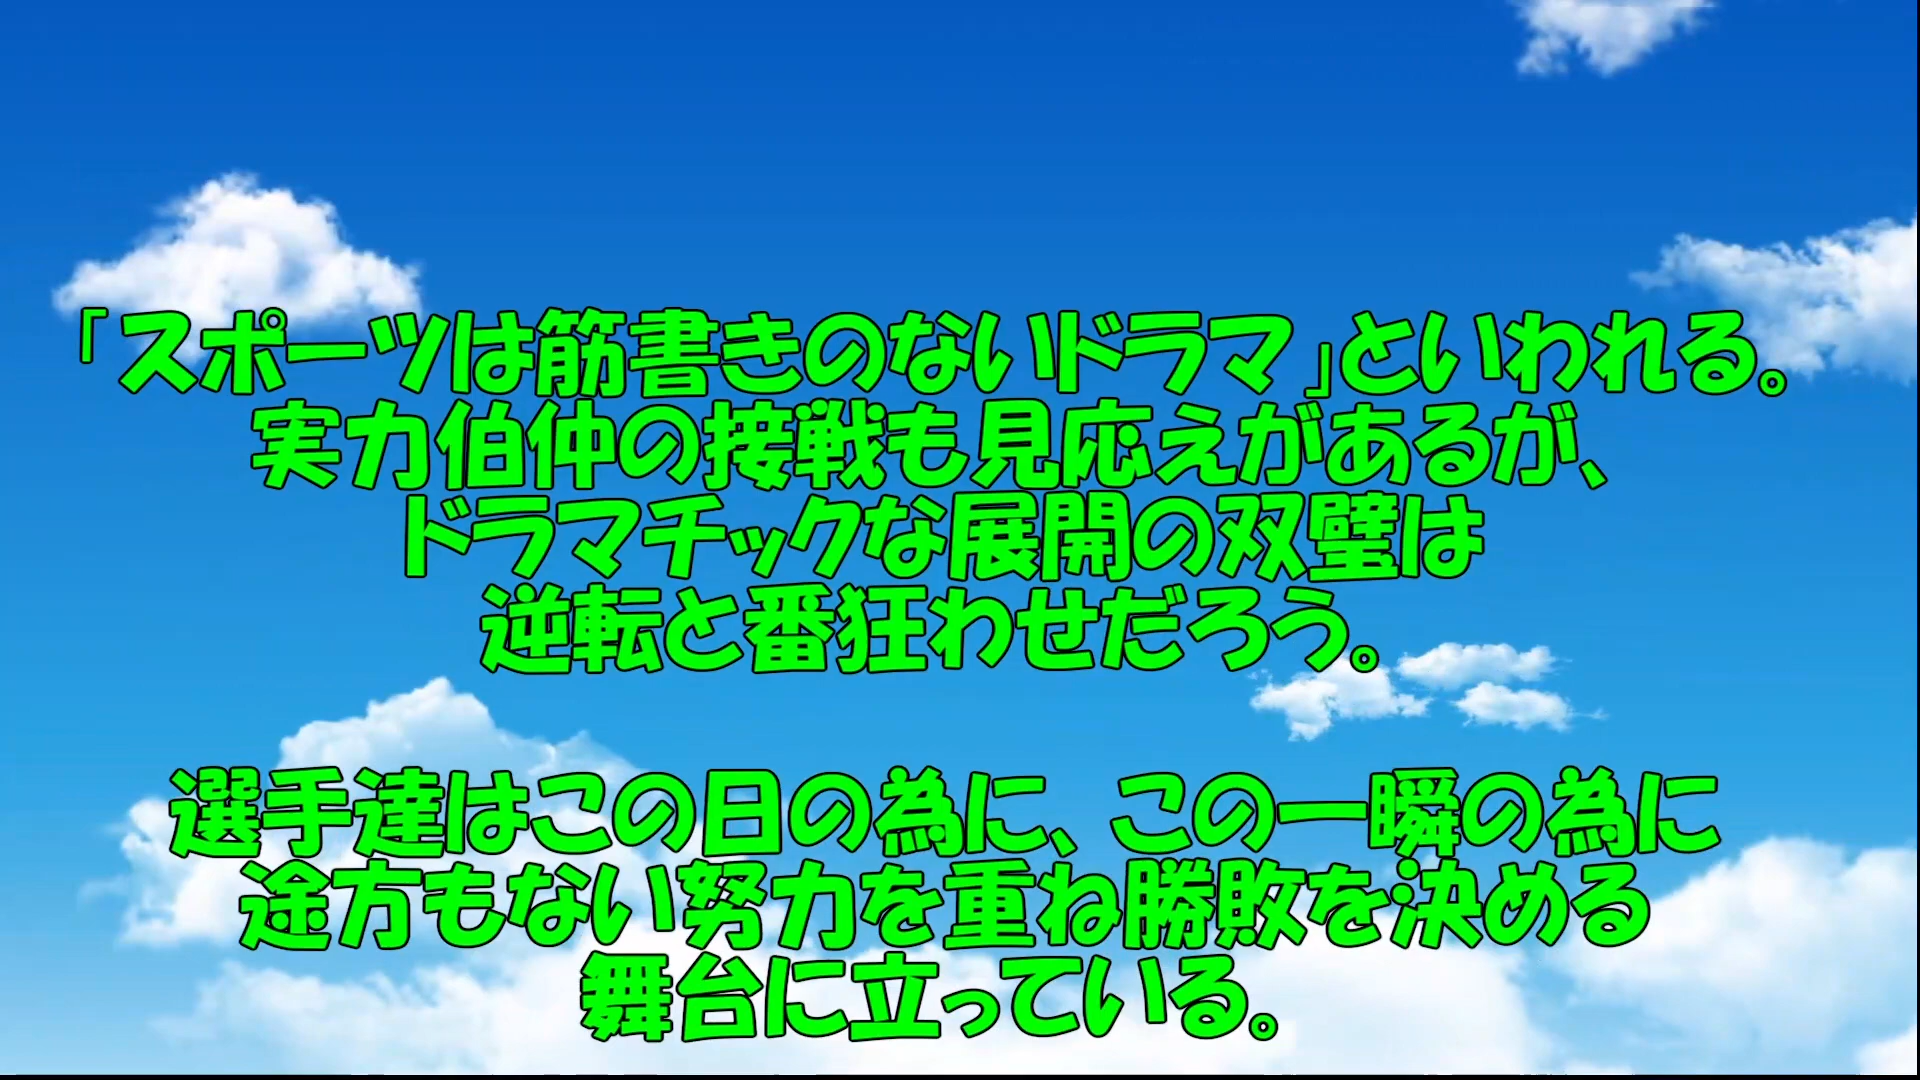 「スポーツは筋書きのないドラマ」といわれる。
実力伯仲の接戦も見応えがあるが、
ドラマチックな展開の双璧は
逆転と番狂わせだろう。
選手達はこの日の為に、この一瞬の為に
途方もない努力を重ね勝敗を決める
舞台に立っている。